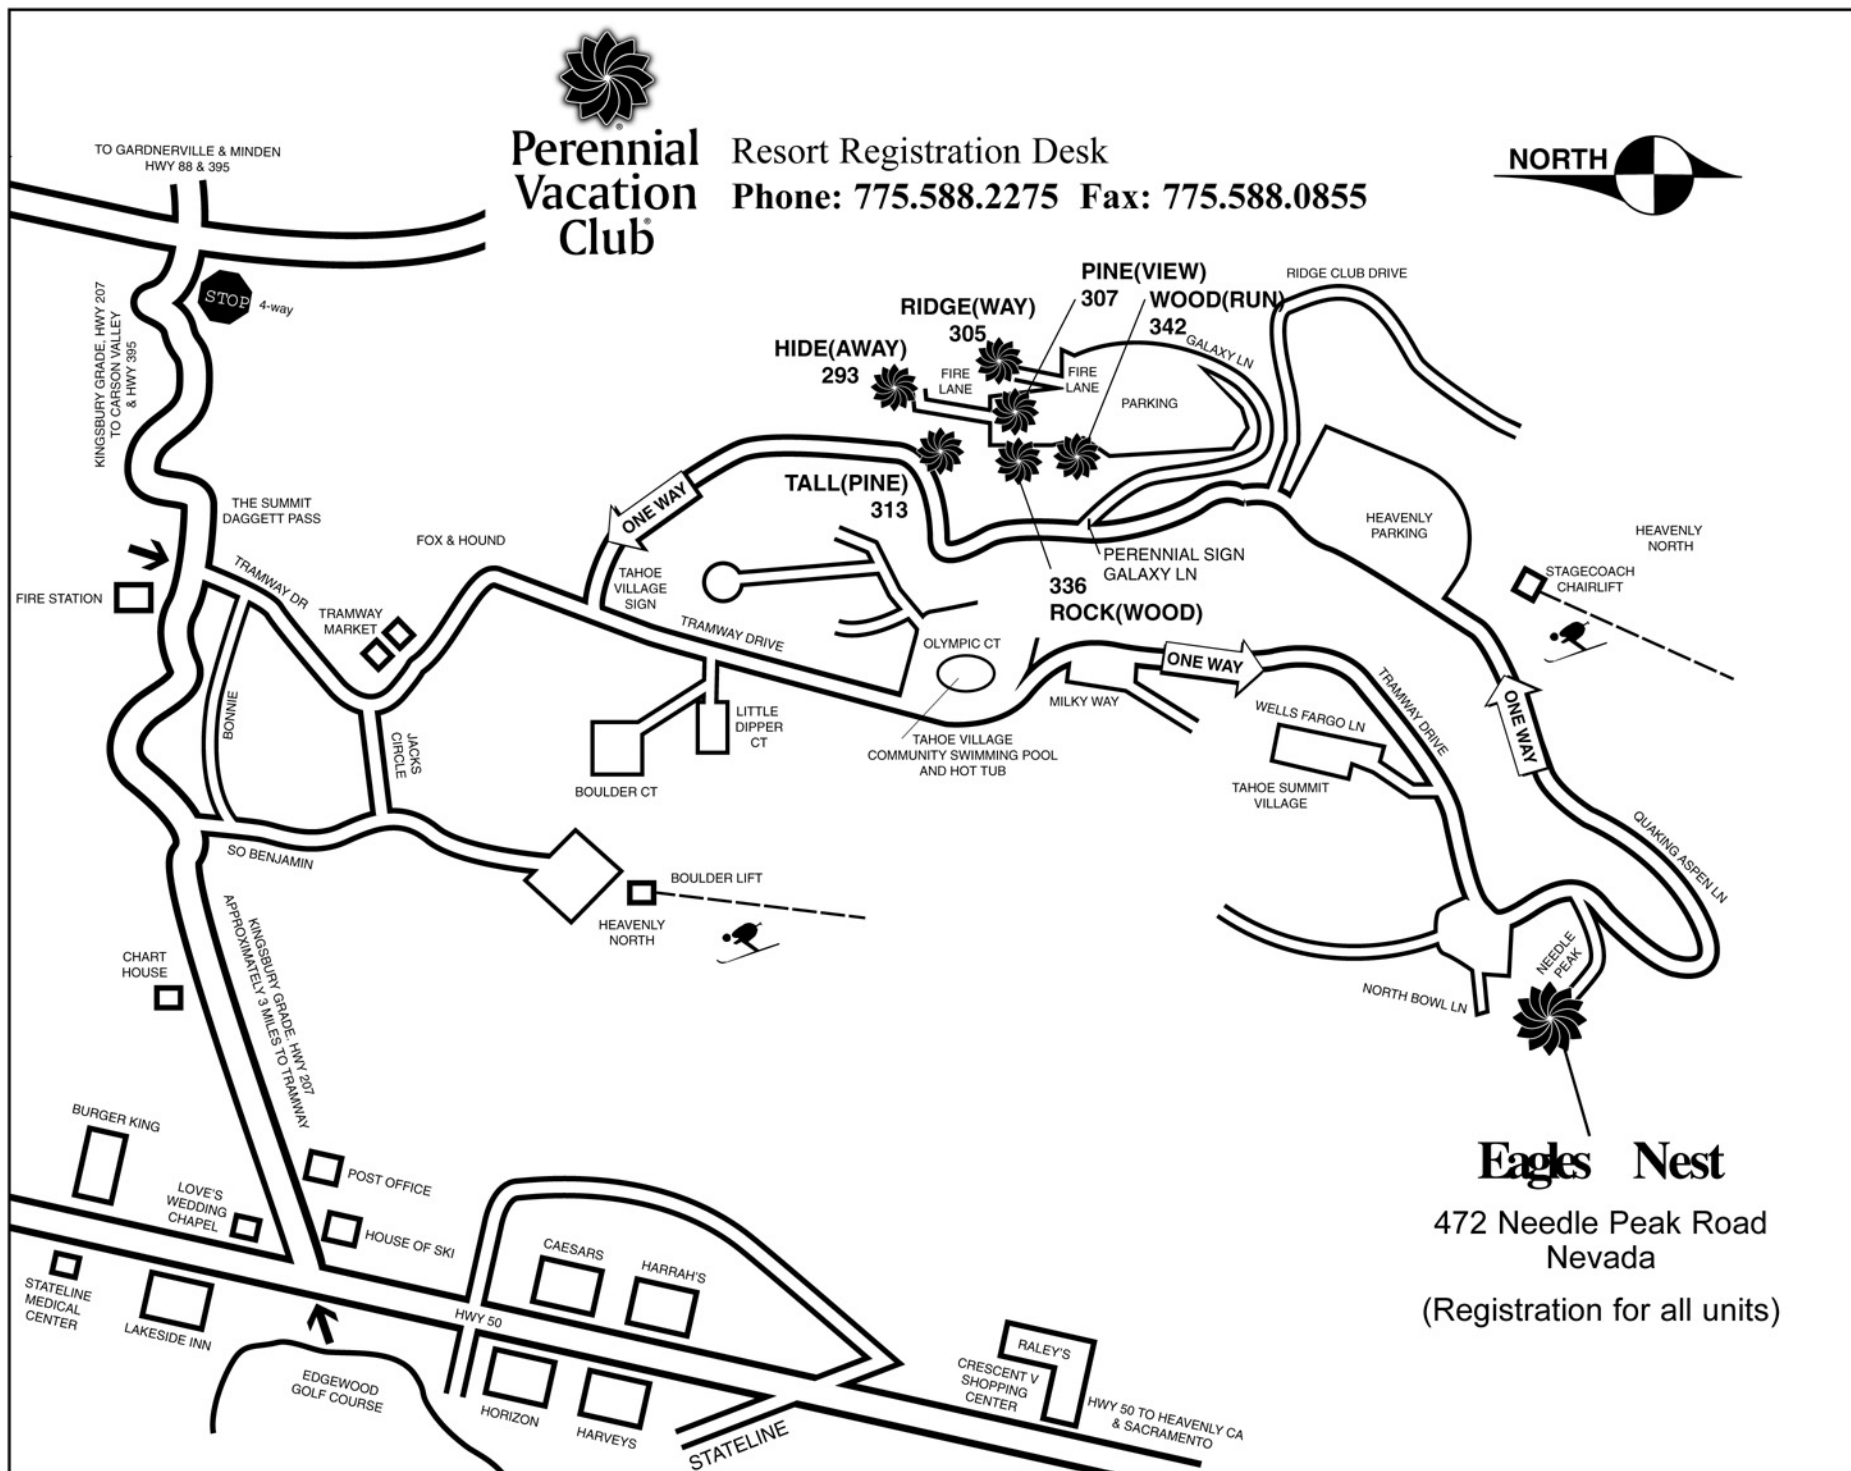 Perennial
Vacation
Club
Resort Registration Desk
Phone: 775.588.2275 Fax: 775.588.0855
NORTH
TO GARDNERVILLE & MINDEN
HWY 88 & 395
STOP
4-way
KINGSBURY GRADE, HWY 207
TO CARSON VALLEY
& HWY 395
PINE(VIEW)
307
WOOD(RUN)
342
RIDGE(WAY)
305
HIDE(AWAY)
293
FIRE
LANE
FIRE
LANE
GALAXY LN
PARKING
RIDGE CLUB DRIVE
TALL(PINE)
313
ONE WAY
THE SUMMIT
DAGGETT PASS
FOX & HOUND
HEAVENLY
PARKING
HEAVENLY
NORTH
STAGECOACH
CHAIRLIFT
PERENNIAL SIGN
GALAXY LN
336
ROCK(WOOD)
FIRE STATION
TRAMWAY DR
TRAMWAY
MARKET
TAHOE
VILLAGE
SIGN
TRAMWAY DRIVE
OLYMPIC CT
ONE WAY
MILKY WAY
TRAMWAY DRIVE
WELLS FARGO LN
ONE WAY
BONNIE
JACKS
CIRCLE
LITTLE
DIPPER
CT
BOULDER CT
TAHOE VILLAGE
COMMUNITY SWIMMING POOL
AND HOT TUB
TAHOE SUMMIT
VILLAGE
QUAKING ASPEN LN
SO BENJAMIN
BOULDER LIFT
HEAVENLY
NORTH
KINGSBURY GRADE. HWY 207
APPROXIMATELY 3 MILES TO TRAMWAY
CHART
HOUSE
NEEDLE
PEAK
NORTH BOWL LN
Eagles Nest
472 Needle Peak Road
Nevada
(Registration for all units)
BURGER KING
LOVE'S
WEDDING
CHAPEL
POST OFFICE
HOUSE OF SKI
STATELINE
MEDICAL
CENTER
LAKESIDE INN
EDGEWOOD
GOLF COURSE
HWY 50
CAESARS
HARRAH'S
HORIZON
HARVEYS
STATELINE
RALEY'S
CRESCENT V
SHOPPING
CENTER
HWY 50 TO HEAVENLY CA
& SACRAMENTO